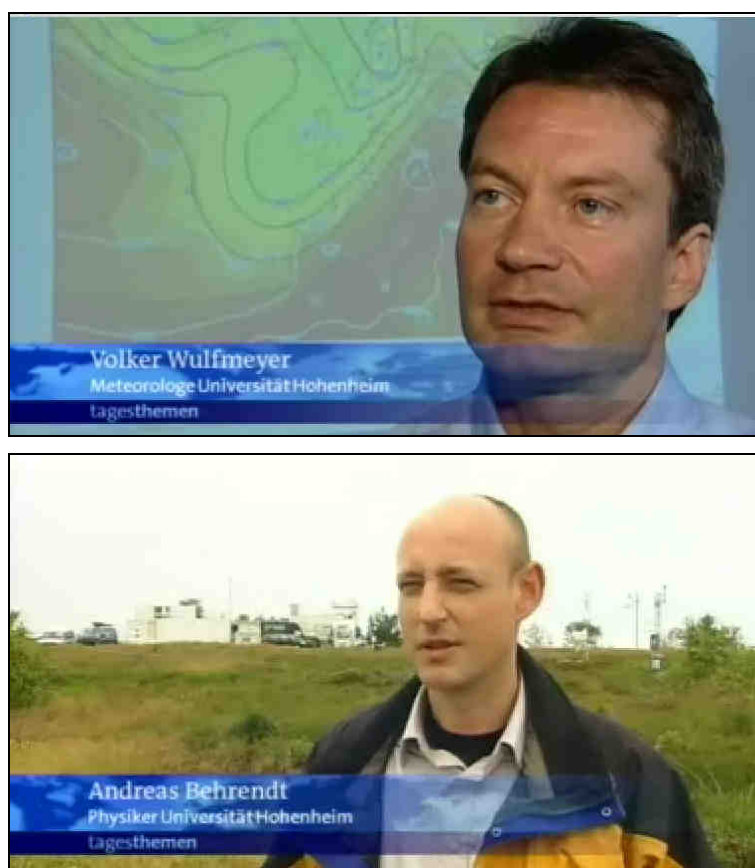 Volker Wulfmeyer
Meteorologe Universität Hohenheim
tagesthemen
Andreas Behrendt
Physiker Universität Hohenheim
tagesthemen